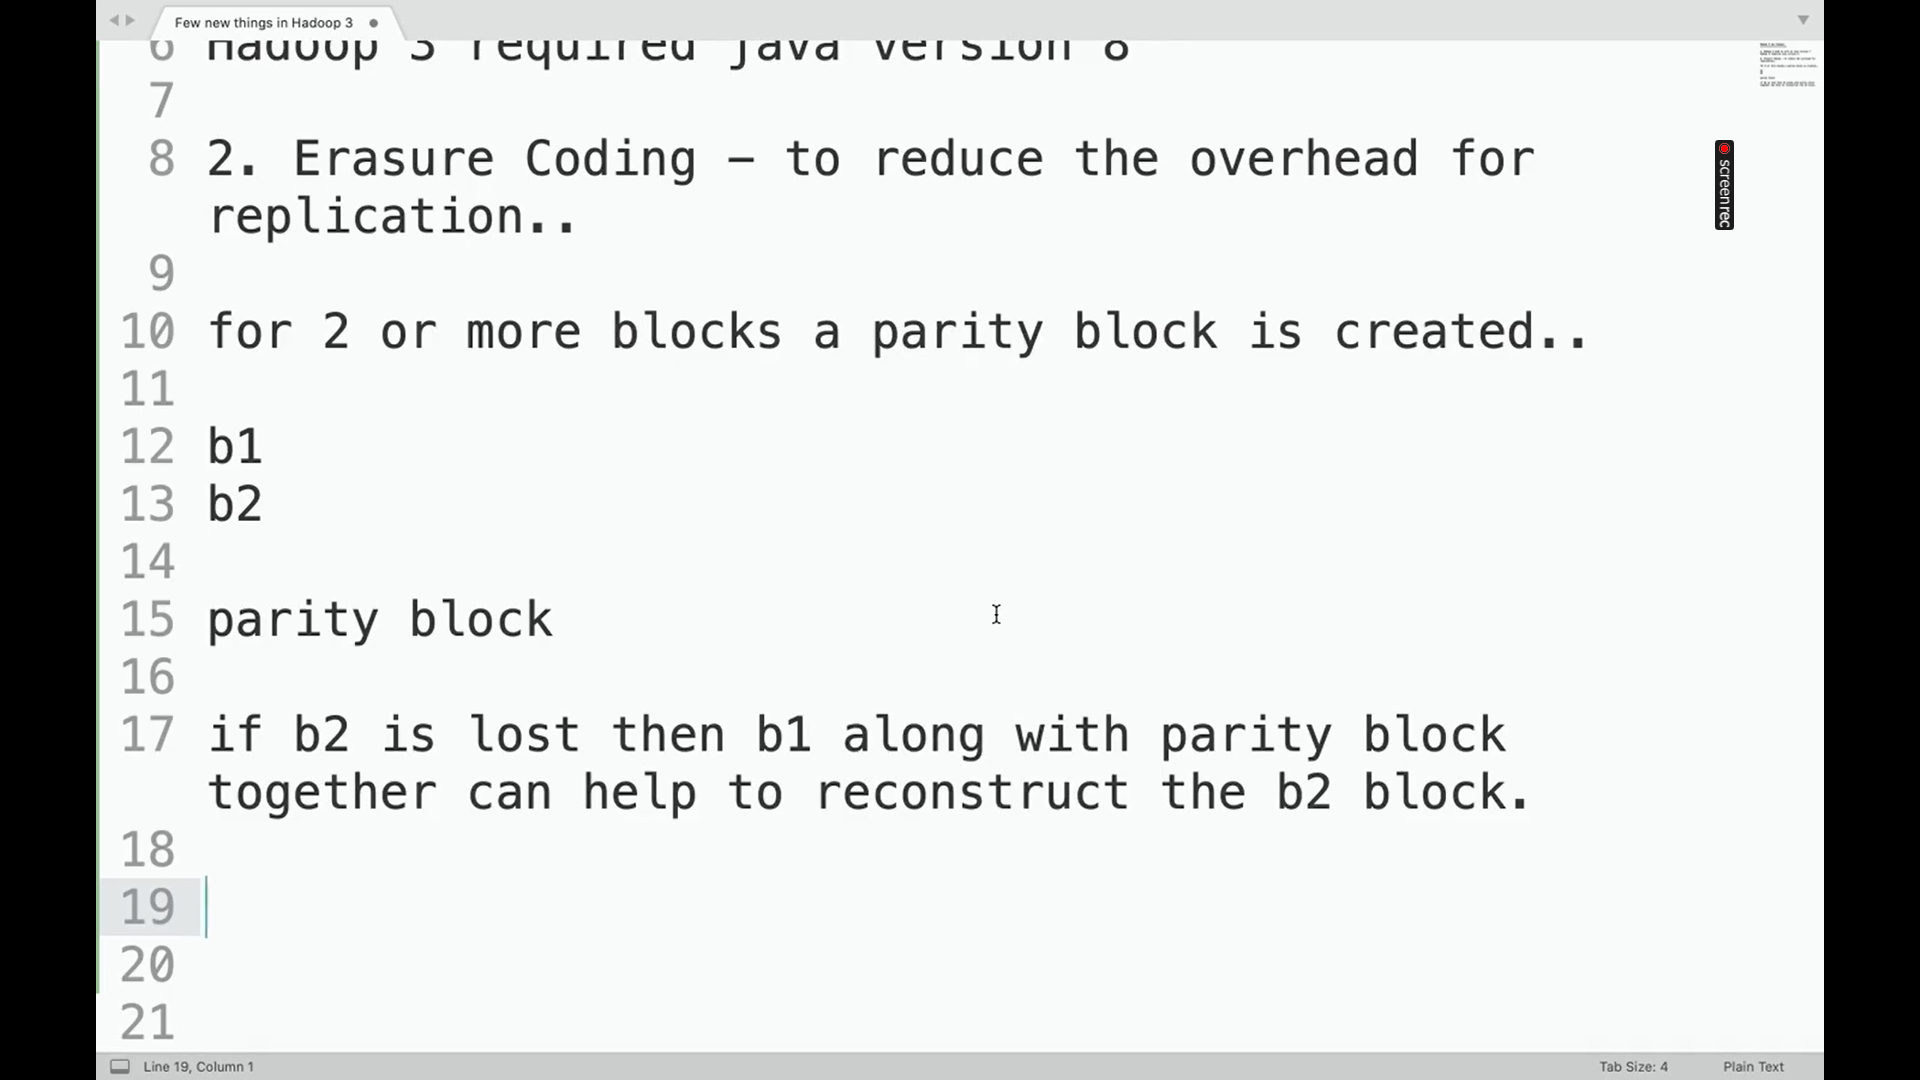 Few new things in Hadoop 3
6 Hadoop 3 required java version 8
7
8 2. Erasure Coding – to reduce the overhead for
replication..
9
10 for 2 or more blocks a parity block is created..
11
12 b1
13 b2
14
15 parity block
16
17 if b2 is lost then b1 along with parity block
together can help to reconstruct the b2 block.
18
19
20
21
screenrec
Line 19, Column 1
Tab Size: 4
Plain Text